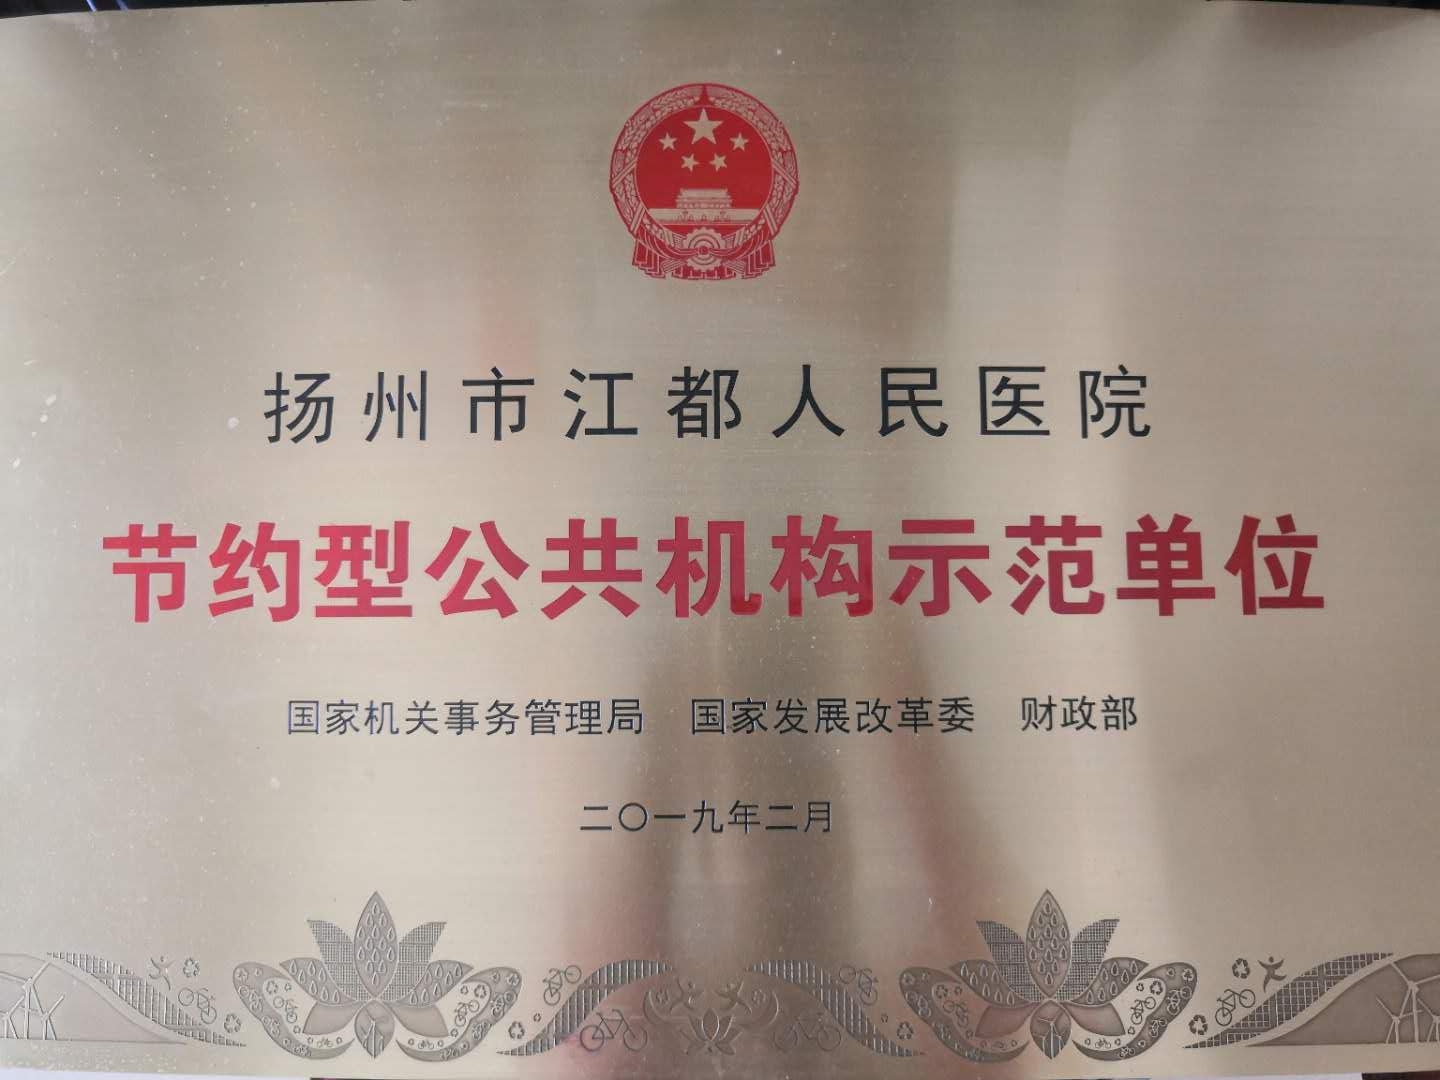 扬州市江都人民医院
节约型公共机构示范单位
国家机关事务管理局 国家发展改革委 财政部
二〇一九年二月